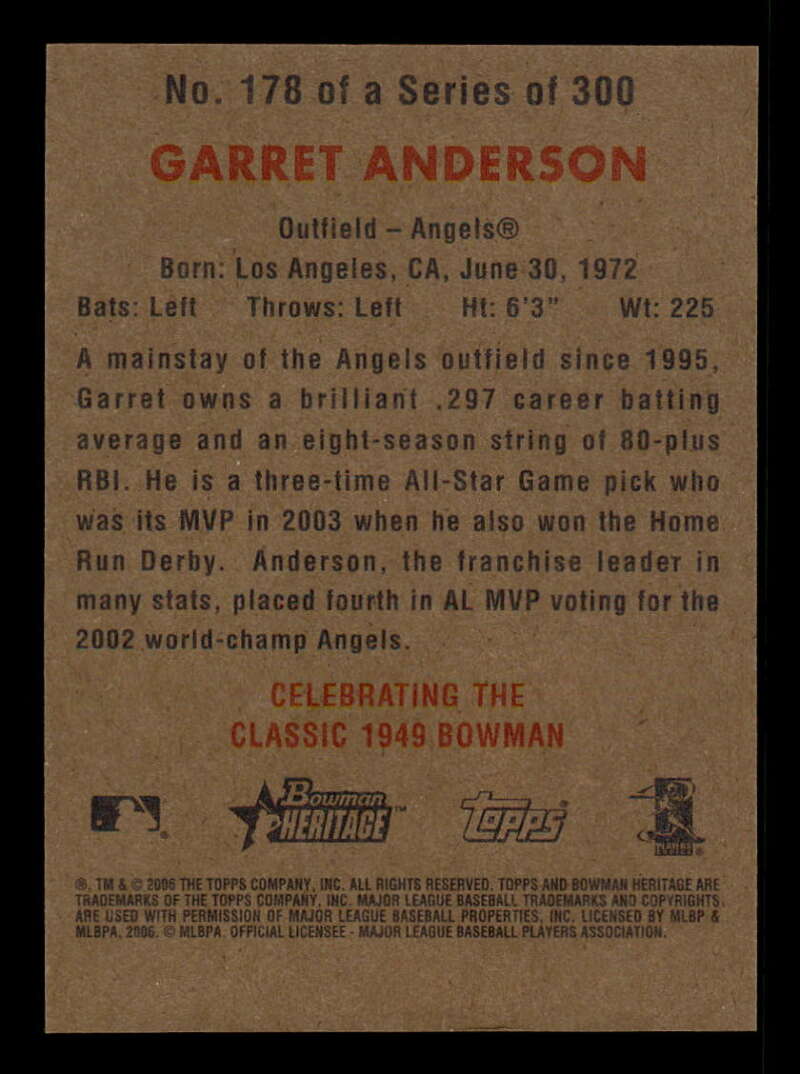 No. 178 of a Series of 300
GARRET ANDERSON
Outfield – Angels®
Born: Los Angeles, CA, June 30, 1972
Bats: Left Throws: Left Ht: 6'3" Wt: 225
A mainstay of the Angels outfield since 1995,
Garret owns a brilliant .297 career batting
average and an eight-season string of 80-plus
RBI. He is a three-time All-Star Game pick who
was its MVP in 2003 when he also won the Home
Run Derby. Anderson, the franchise leader in
many stats, placed fourth in AL MVP voting for the
2002 world-champ Angels.
CELEBRATING THE
CLASSIC 1949 BOWMAN
Bowman HERITAGE™ Topps®
®, TM & © 2006 THE TOPPS COMPANY, INC. ALL RIGHTS RESERVED. TOPPS AND BOWMAN HERITAGE ARE
TRADEMARKS OF THE TOPPS COMPANY, INC. MAJOR LEAGUE BASEBALL TRADEMARKS AND COPYRIGHTS
ARE USED WITH PERMISSION OF MAJOR LEAGUE BASEBALL PROPERTIES, INC. LICENSED BY MLBP &
MLBPA, 2006. © MLBPA. OFFICIAL LICENSEE - MAJOR LEAGUE BASEBALL PLAYERS ASSOCIATION.